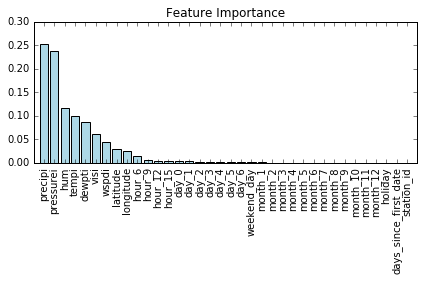 Feature Importance
0.30
0.25
0.20
0.15
0.10
0.05
0.00
precipi
pressurei
hum
tempi
dewpti
visi
wspdi
latitude
longitude
hour_6
hour_9
hour_12
hour_15
day_0
day_1
day_2
day_3
day_4
day_5
day_6
weekend_day
month_1
month_2
month_3
month_4
month_5
month_6
month_7
month_8
month_9
month_10
month_11
month_12
holiday
days_since_first_date
station_id